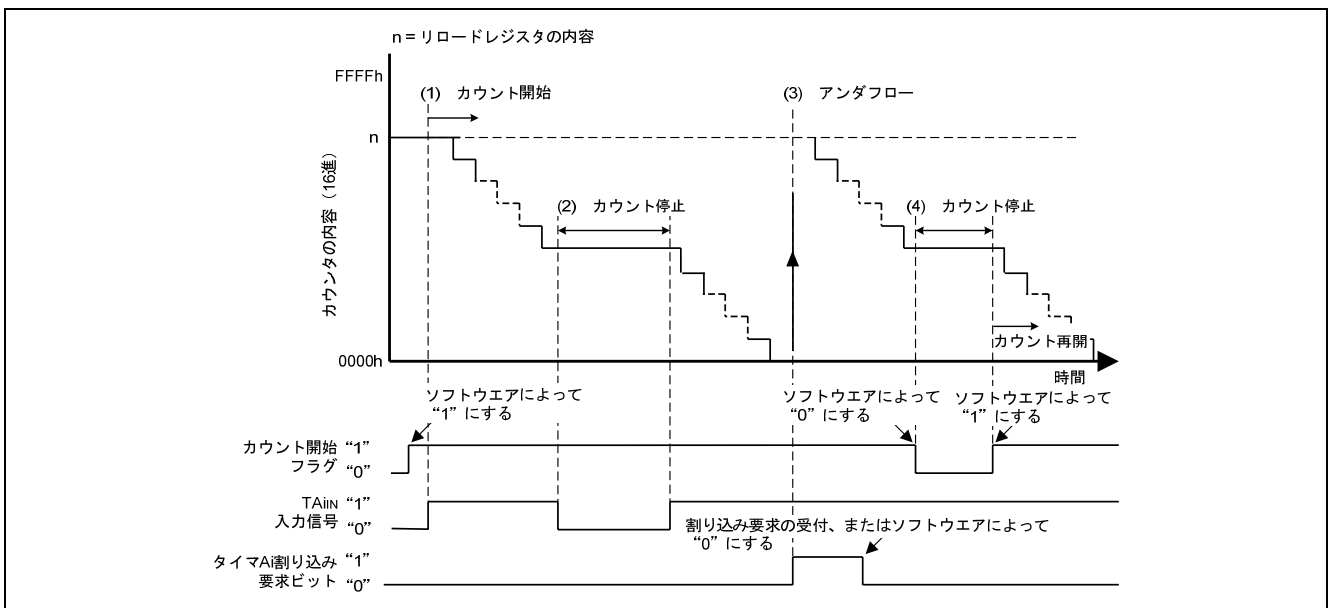 n = リロードレジスタの内容
FFFFh
(1) カウント開始
(3) アンダフロー
n
カウンタの内容（16進）
(2) カウント停止
(4) カウント停止
カウント再開
0000h
時間
ソフトウエアによって
“1” にする
ソフトウエアによって
“0” にする
ソフトウエアによって
“1” にする
カウント開始 “1”
フラグ “0”
TAiIN “1”
入力信号 “0”
割り込み要求の受付、またはソフトウエアによって
“0” にする
タイマAi割り込み “1”
要求ビット “0”